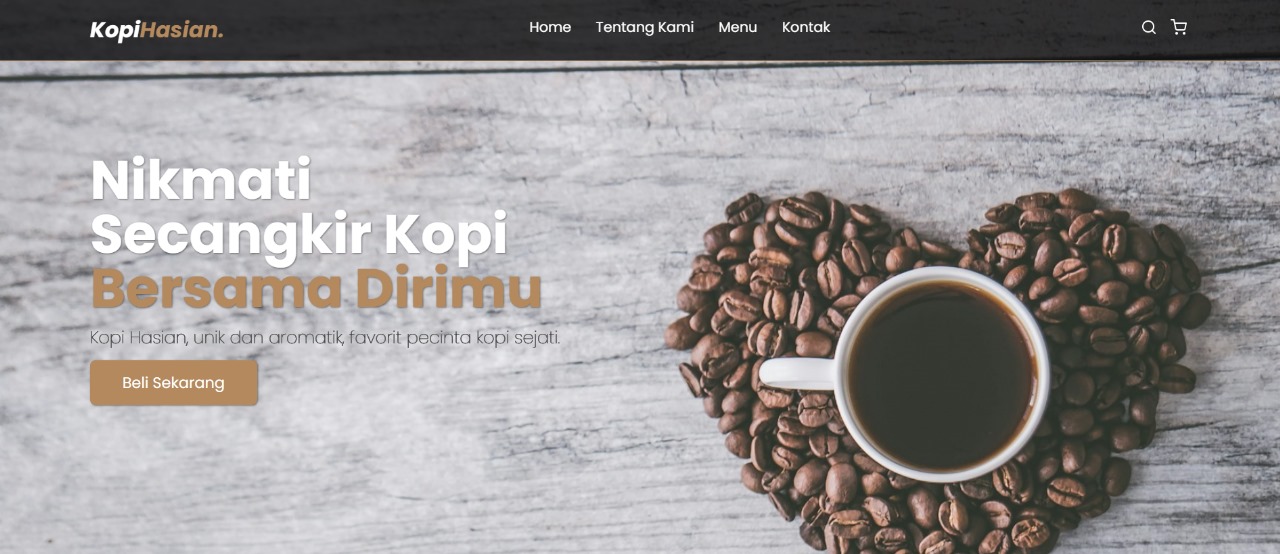 KopiHasian.
Home Tentang Kami Menu Kontak
Nikmati
Secangkir Kopi
Bersama Dirimu
Kopi Hasian, unik dan aromatik, favorit pecinta kopi sejati.
Beli Sekarang